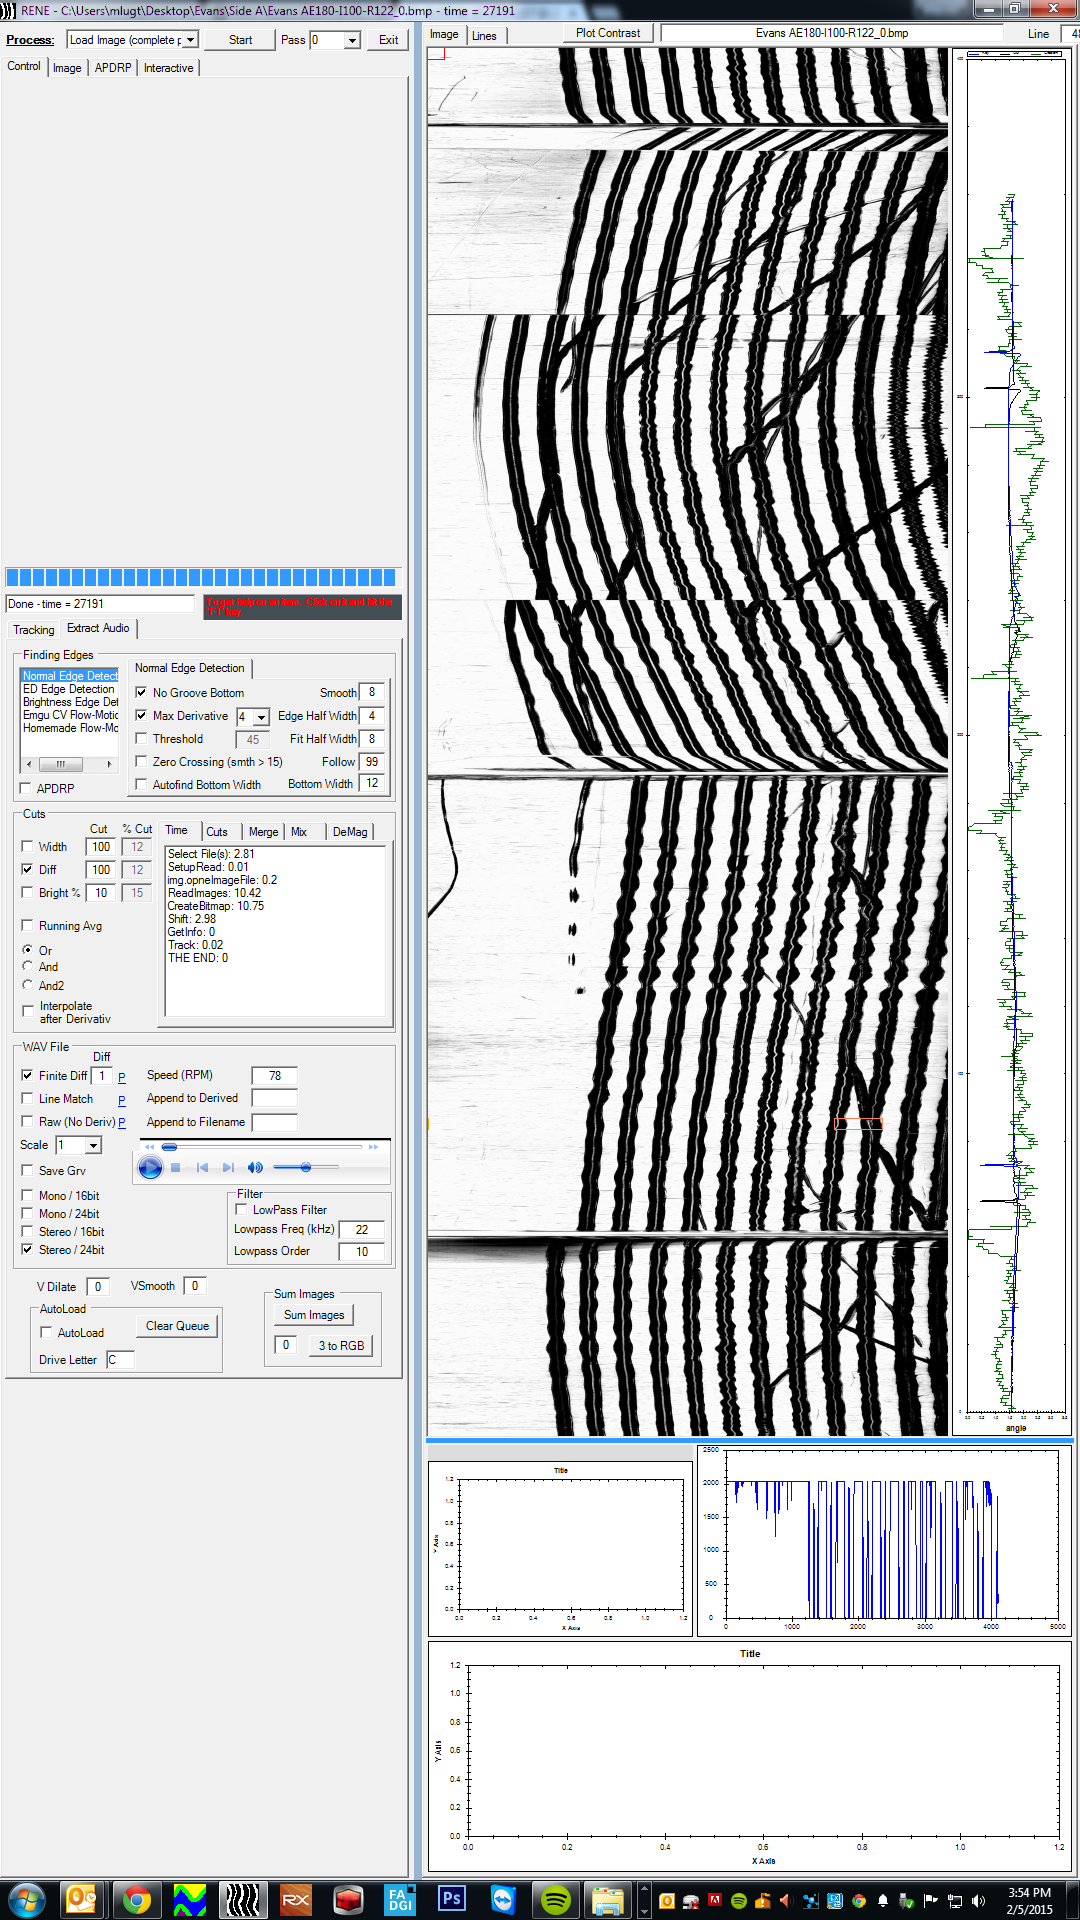 RENE - C:\Users\mlugt\Desktop\Evans\Side A\Evans AE180-I100-R122_0.bmp - time = 27191
Process: Load Image (complete p Start Pass 0 Exit
Control Image APDRP Interactive
Image Lines Plot Contrast Evans AE180-I100-R122_0.bmp Line 48
Done - time = 27191
To get help on an item. Click on it and hit the
"F1" key.
Tracking Extract Audio
Finding Edges
Normal Edge Detect
ED Edge Detection
Brightness Edge Det
Emgu CV Flow-Motic
Homemade Flow-Mc
APDRP
Normal Edge Detection
No Groove Bottom Smooth 8
Max Derivative 4 Edge Half Width 4
Threshold 45 Fit Half Width 8
Zero Crossing (smth > 15) Follow 99
Autofind Bottom Width Bottom Width 12
Cuts
Cut % Cut
Width 100 12
Diff 100 12
Bright % 10 15
Running Avg
Or
And
And2
Interpolate
after Derivativ
Time Cuts Merge Mix DeMag
Select File(s): 2.81
SetupRead: 0.01
img.opneImageFile: 0.2
ReadImages: 10.42
CreateBitmap: 10.75
Shift: 2.98
GetInfo: 0
Track: 0.02
THE END: 0
WAV File
Diff
Finite Diff 1 P Speed (RPM) 78
Line Match P Append to Derived
Raw (No Deriv) P Append to Filename
Scale 1
Save Grv
Mono / 16bit
Mono / 24bit
Stereo / 16bit
Stereo / 24bit
Filter
LowPass Filter
Lowpass Freq (kHz) 22
Lowpass Order 10
V Dilate 0 VSmooth 0
AutoLoad
AutoLoad Clear Queue
Drive Letter C
Sum Images
Sum Images
0 3 to RGB
angle
Title
1.2
1.0
0.8
0.6
0.4
0.2
0.0
0.0 0.2 0.4 0.6 0.8 1.0 1.2
Y Axis
X Axis
2500
2000
1500
1000
500
0
0 1000 2000 3000 4000 5000
Title
1.2
1.0
0.8
0.6
0.4
0.2
0.0
0.0 0.2 0.4 0.6 0.8 1.0 1.2
Y Axis
X Axis
RX
FA
DGI
Ps
3:54 PM
2/5/2015